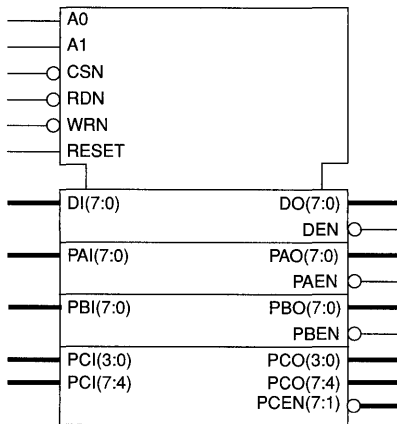 A0
A1
CSN
RDN
WRN
RESET
DI(7:0) DO(7:0)
DEN
PAI(7:0) PAO(7:0)
PAEN
PBI(7:0) PBO(7:0)
PBEN
PCI(3:0) PCO(3:0)
PCI(7:4) PCO(7:4)
PCEN(7:1)